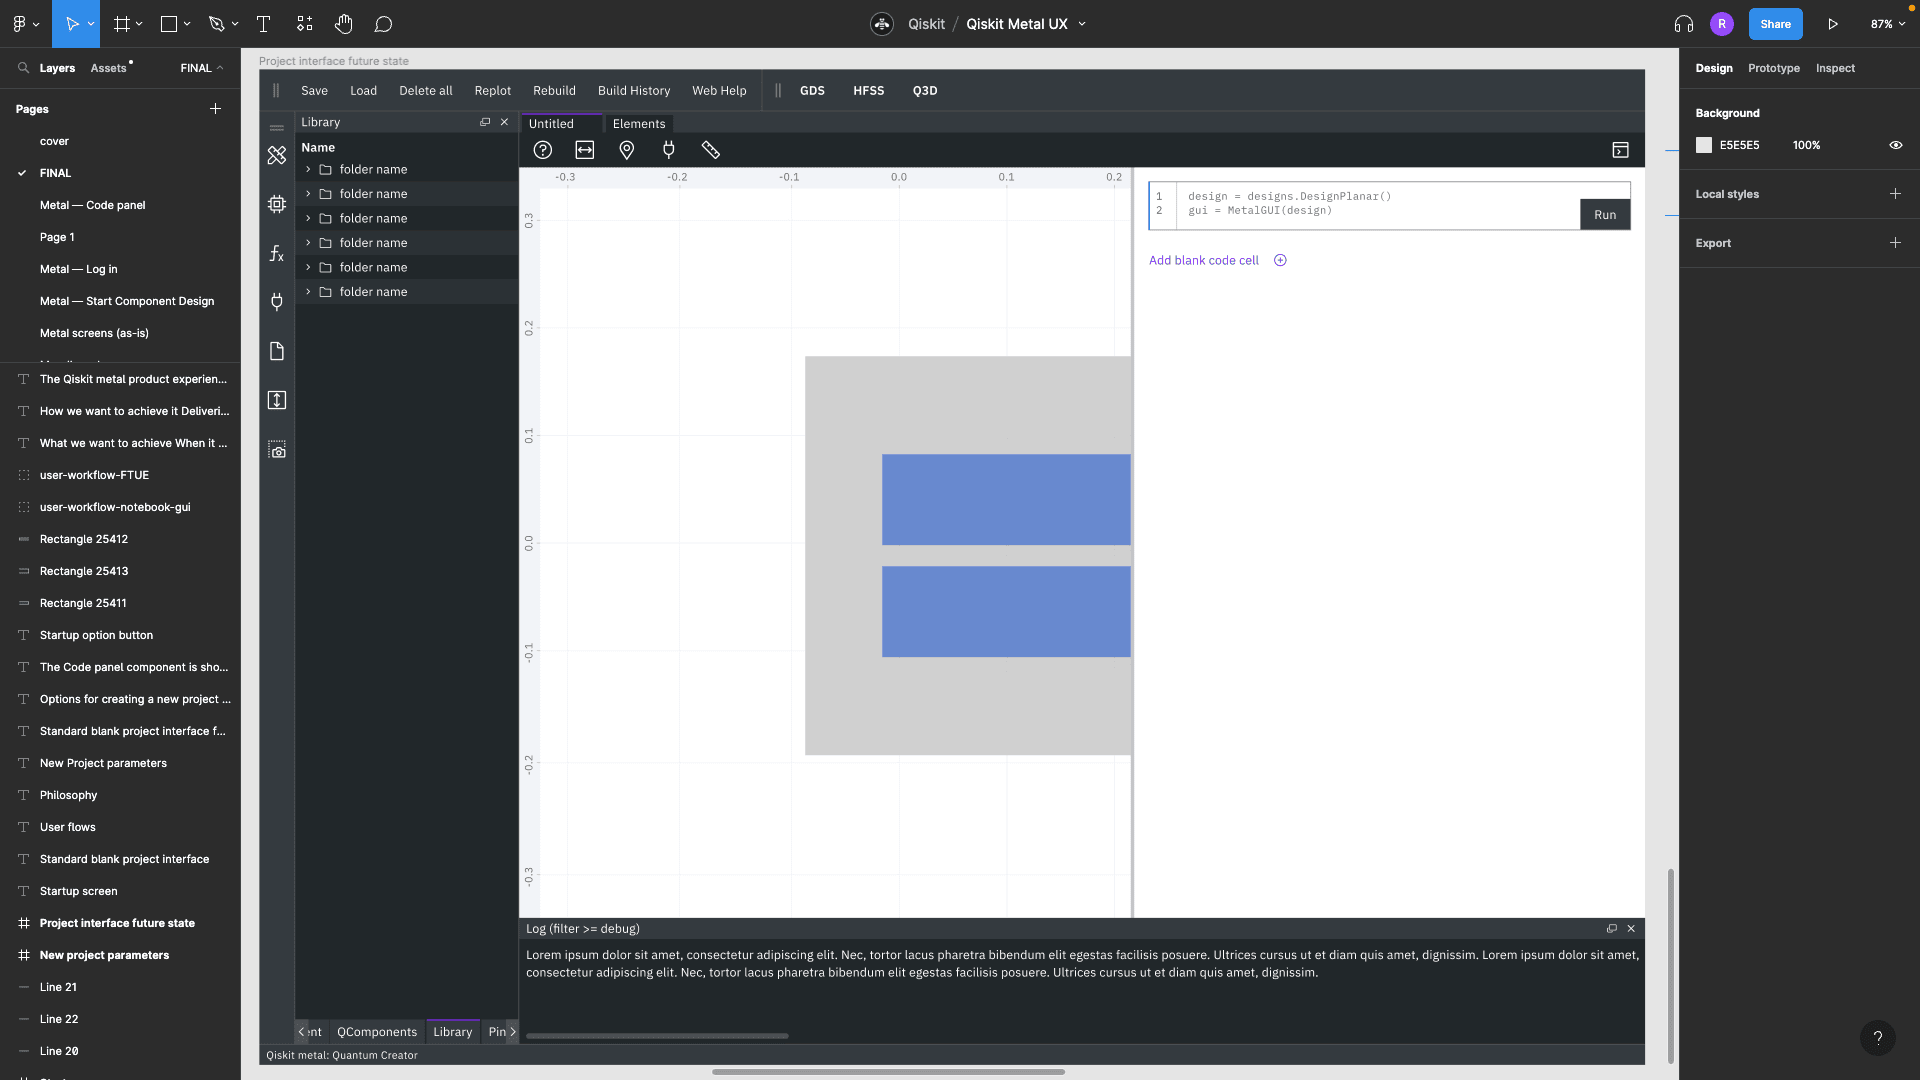 Qiskit / Qiskit Metal UX
R
Share
87%
Layers
Assets
FINAL
Pages
cover
FINAL
Metal — Code panel
Page 1
Metal — Log in
Metal — Start Component Design
Metal screens (as-is)
The Qiskit metal product experien...
How we want to achieve it Deliveri...
What we want to achieve When it ...
user-workflow-FTUE
user-workflow-notebook-gui
Rectangle 25412
Rectangle 25413
Rectangle 25411
Startup option button
The Code panel component is sho...
Options for creating a new project ...
Standard blank project interface f...
New Project parameters
Philosophy
User flows
Standard blank project interface
Startup screen
Project interface future state
New project parameters
Line 21
Line 22
Line 20
Project interface future state
Save
Load
Delete all
Replot
Rebuild
Build History
Web Help
GDS
HFSS
Q3D
Library
Name
folder name
folder name
folder name
folder name
folder name
folder name
Untitled
Elements
-0.3
-0.2
-0.1
0.0
0.1
0.2
0.3
0.2
0.1
0.0
-0.1
-0.2
-0.3
1 design = designs.DesignPlanar()
2 gui = MetalGUI(design)
Run
Add blank code cell
Log (filter >= debug)
Lorem ipsum dolor sit amet, consectetur adipiscing elit. Nec, tortor lacus pharetra bibendum elit egestas facilisis posuere. Ultrices cursus ut et diam quis amet, dignissim. Lorem ipsum dolor sit amet,
consectetur adipiscing elit. Nec, tortor lacus pharetra bibendum elit egestas facilisis posuere. Ultrices cursus ut et diam quis amet, dignissim.
ent
QComponents
Library
Pin
Qiskit metal: Quantum Creator
Design
Prototype
Inspect
Background
E5E5E5
100%
Local styles
Export
?